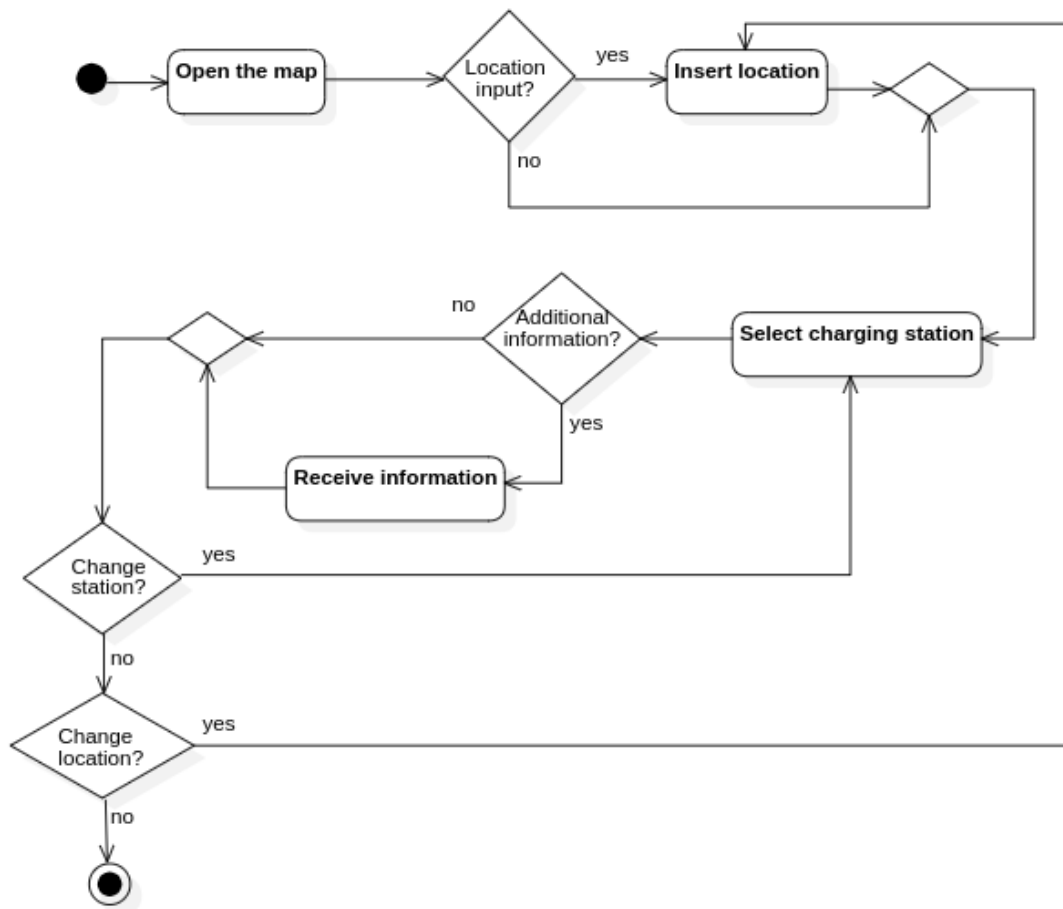 Open the map
Location
input?
yes
Insert location
no
no
Additional
information?
Select charging station
yes
Receive information
Change
station?
yes
no
Change
location?
yes
no